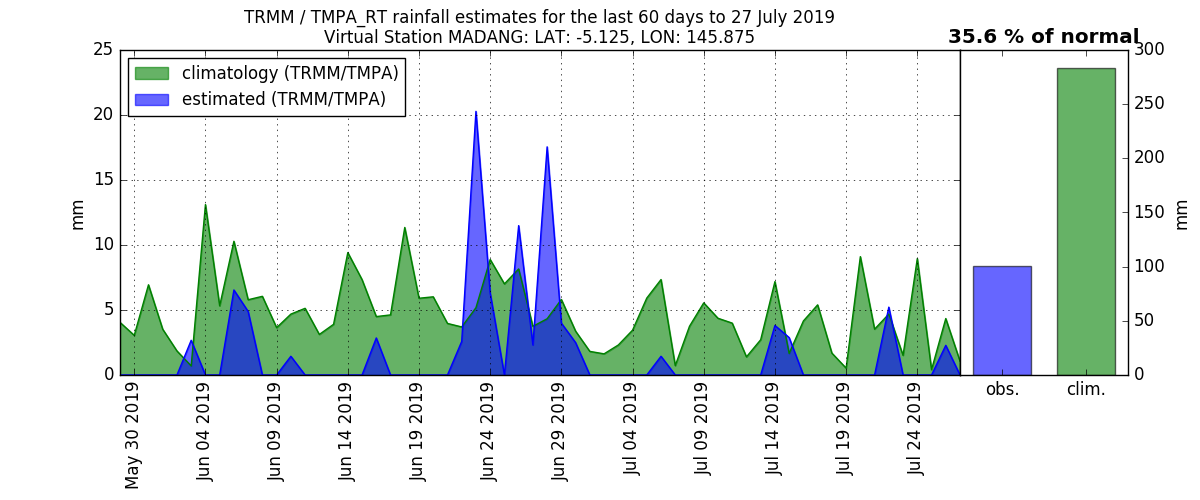 TRMM / TMPA_RT rainfall estimates for the last 60 days to 27 July 2019
Virtual Station MADANG: LAT: -5.125, LON: 145.875
35.6 % of normal
climatology (TRMM/TMPA)
estimated (TRMM/TMPA)
25
20
15
10
5
0
mm
May 30 2019
Jun 04 2019
Jun 09 2019
Jun 14 2019
Jun 19 2019
Jun 24 2019
Jun 29 2019
Jul 04 2019
Jul 09 2019
Jul 14 2019
Jul 19 2019
Jul 24 2019
300
250
200
150
100
50
0
mm
obs.
clim.